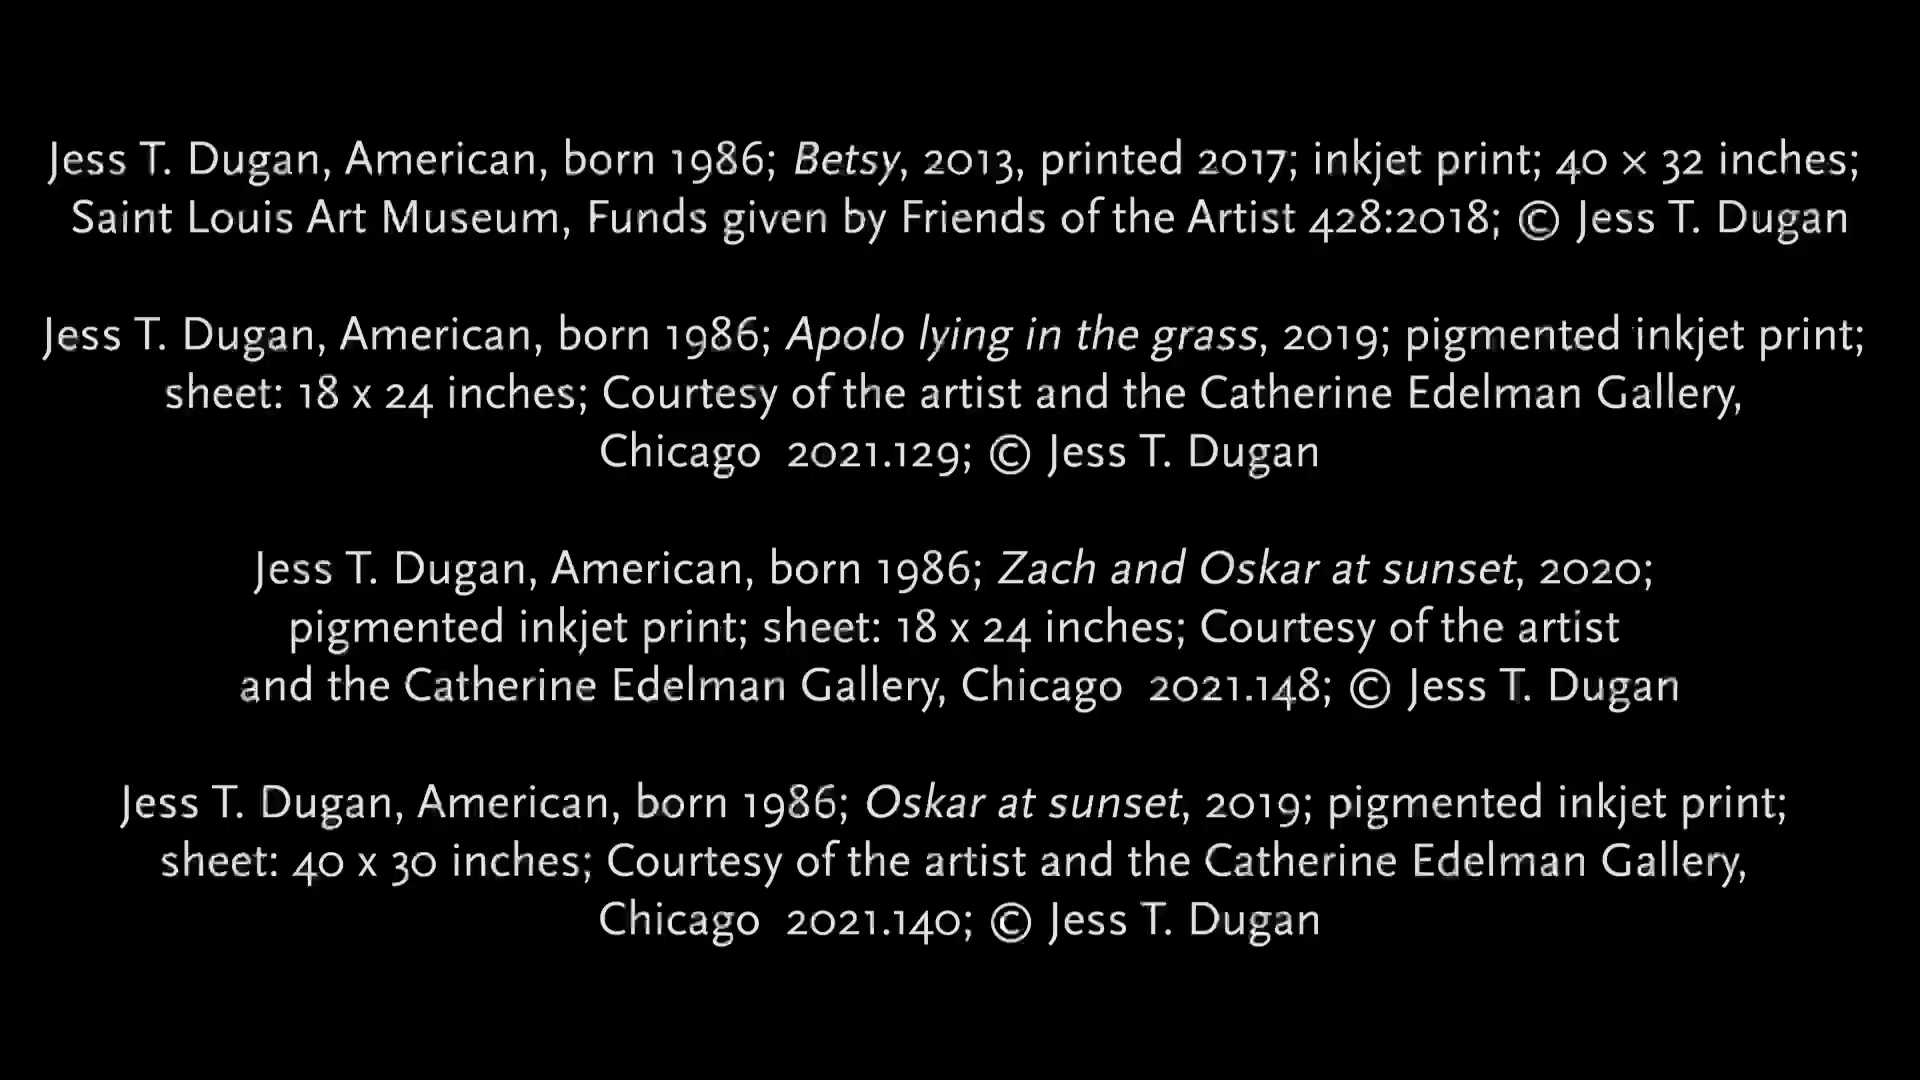 Jess T. Dugan, American, born 1986; Betsy, 2013, printed 2017; inkjet print; 40 × 32 inches;
Saint Louis Art Museum, Funds given by Friends of the Artist 428:2018; © Jess T. Dugan
Jess T. Dugan, American, born 1986; Apolo lying in the grass, 2019; pigmented inkjet print;
sheet: 18 x 24 inches; Courtesy of the artist and the Catherine Edelman Gallery,
Chicago  2021.129; © Jess T. Dugan
Jess T. Dugan, American, born 1986; Zach and Oskar at sunset, 2020;
pigmented inkjet print; sheet: 18 x 24 inches; Courtesy of the artist
and the Catherine Edelman Gallery, Chicago  2021.148; © Jess T. Dugan
Jess T. Dugan, American, born 1986; Oskar at sunset, 2019; pigmented inkjet print;
sheet: 40 x 30 inches; Courtesy of the artist and the Catherine Edelman Gallery,
Chicago  2021.140; © Jess T. Dugan